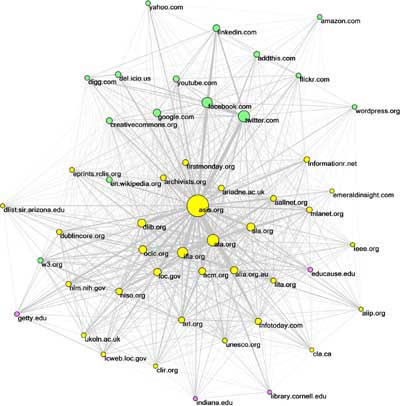 yahoo.com
amazon.com
linkedin.com
addthis.com
del.icio.us
digg.com
youtube.com
flickr.com
facebook.com
wordpress.org
google.com
twitter.com
creativecommons.org
firstmonday.org
informationr.net
eprints.rclis.org
archivists.org
en.wikipedia.org
ariadne.ac.uk
emeraldinsight.com
aallnet.org
dlist.sir.arizona.edu
asis.org
mlanet.org
dlib.org
sla.org
dublincore.org
ala.org
ieee.org
oclc.org
ifla.org
w3.org
educause.edu
loc.gov
acm.org
alia.org.au
nlm.nih.gov
lita.org
niso.org
aiip.org
getty.edu
arl.org
infotoday.com
ukoln.ac.uk
unesco.org
cla.ca
lcweb.loc.gov
clir.org
library.cornell.edu
indiana.edu